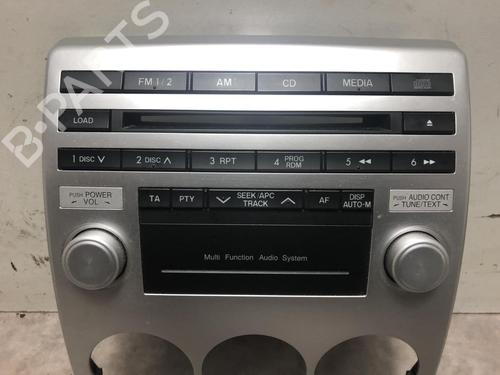 FM 1 / 2 AM CD MEDIA
LOAD
1 DISC ∨ 2 DISC ∧ 3 RPT 4 PROG RDM 5 ◀◀ 6 ▶▶
PUSH POWER VOL
TA PTY ∨ SEEK/APC TRACK ∧ AF DISP AUTO-M
PUSH AUDIO CONT TUNE/TEXT
Multi Function Audio System
B-PARTS